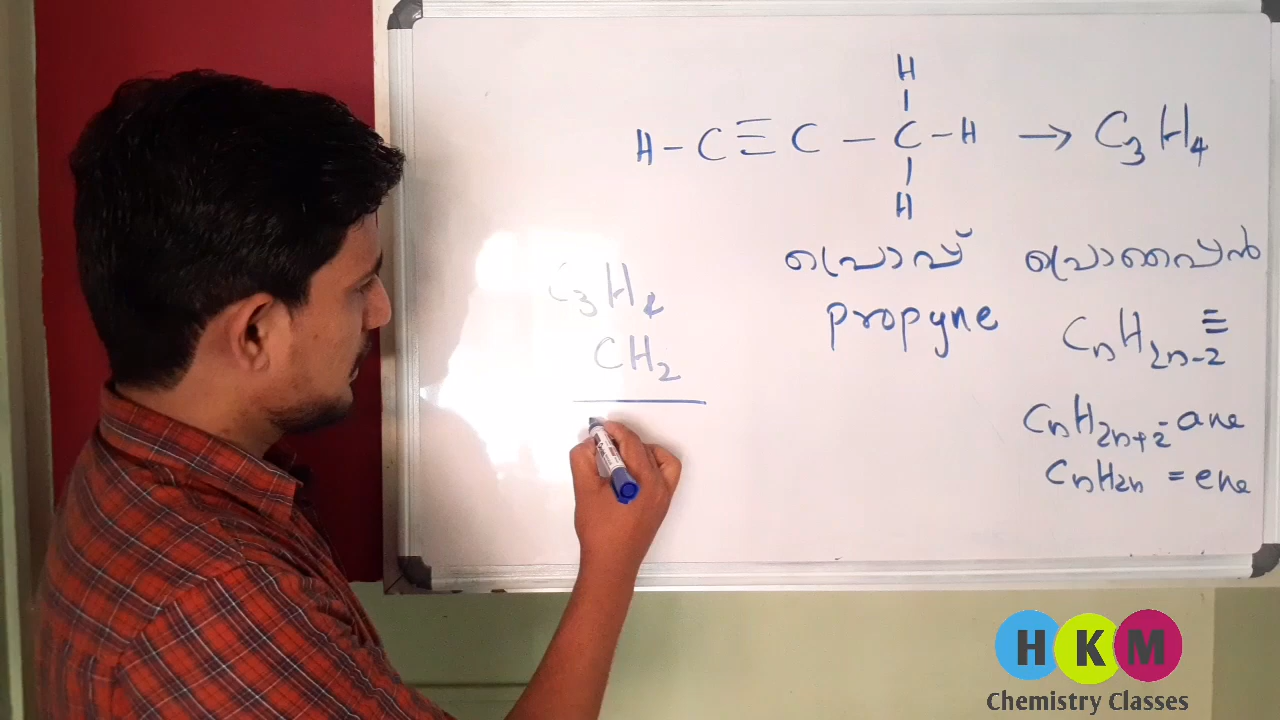 H
H – C ≡ C – C – H → C₃H₄
H
പ്രൊപ് പ്രൊപൈൻ
propyne
CₙH₂ₙ₋₂
C₃H₄
CH₂
CₙH₂ₙ₊₂ - ane
CₙH₂ₙ = ene
HKM
Chemistry Classes